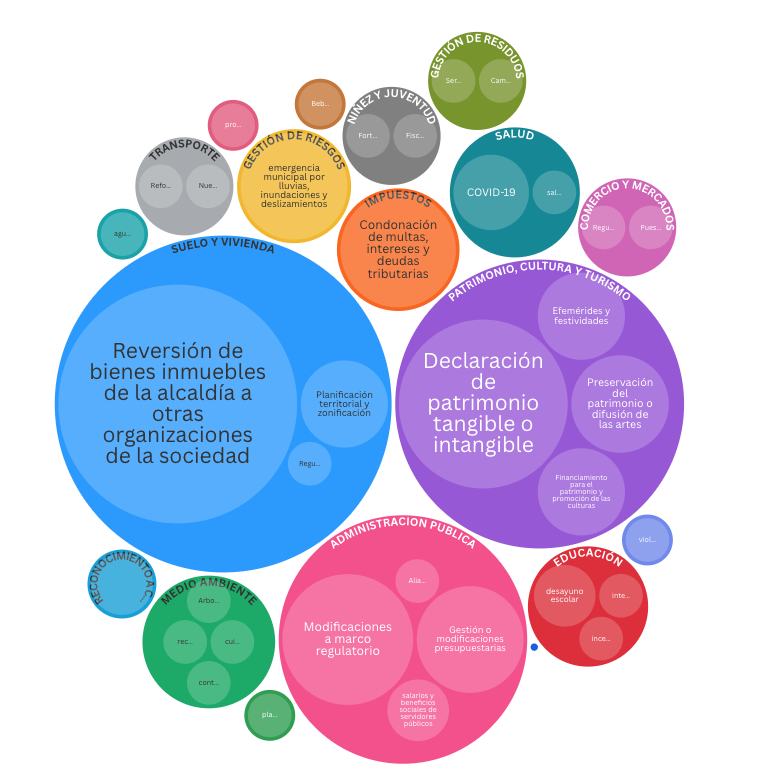 GESTIÓN DE RESIDUOS
Ser...
Cam...
Beb...
NIÑEZ Y JUVENTUD
Fort...
Fisc...
pro...
TRANSPORTE
Refo...
Nue...
GESTIÓN DE RIESGOS
emergencia
municipal por
lluvias,
inundaciones y
deslizamientos
SALUD
COVID-19
sal...
COMERCIO Y MERCADOS
Regu...
Pues...
IMPUESTOS
Condonación
de multas,
intereses y
deudas
tributarias
agu...
SUELO Y VIVIENDA
Reversión de
bienes inmuebles
de la alcaldía a
otras
organizaciones
de la sociedad
Planificación
territorial y
zonificación
Regu...
PATRIMONIO, CULTURA Y TURISMO
Efemérides y
festividades
Declaración
de
patrimonio
tangible o
intangible
Preservación
del
patrimonio o
difusión de
las artes
Financiamiento
para el
patrimonio y
promoción de las
culturas
viol...
RECONOCIMIENTO A C...
MEDIO AMBIENTE
Arbo...
rec...
cui...
cont...
pla...
ADMINISTRACIÓN PÚBLICA
Alia...
Modificaciones
a marco
regulatorio
Gestión o
modificaciones
presupuestarias
salarios y
beneficios
sociales de
servidores
públicos
EDUCACIÓN
desayuno
escolar
inte...
ince...